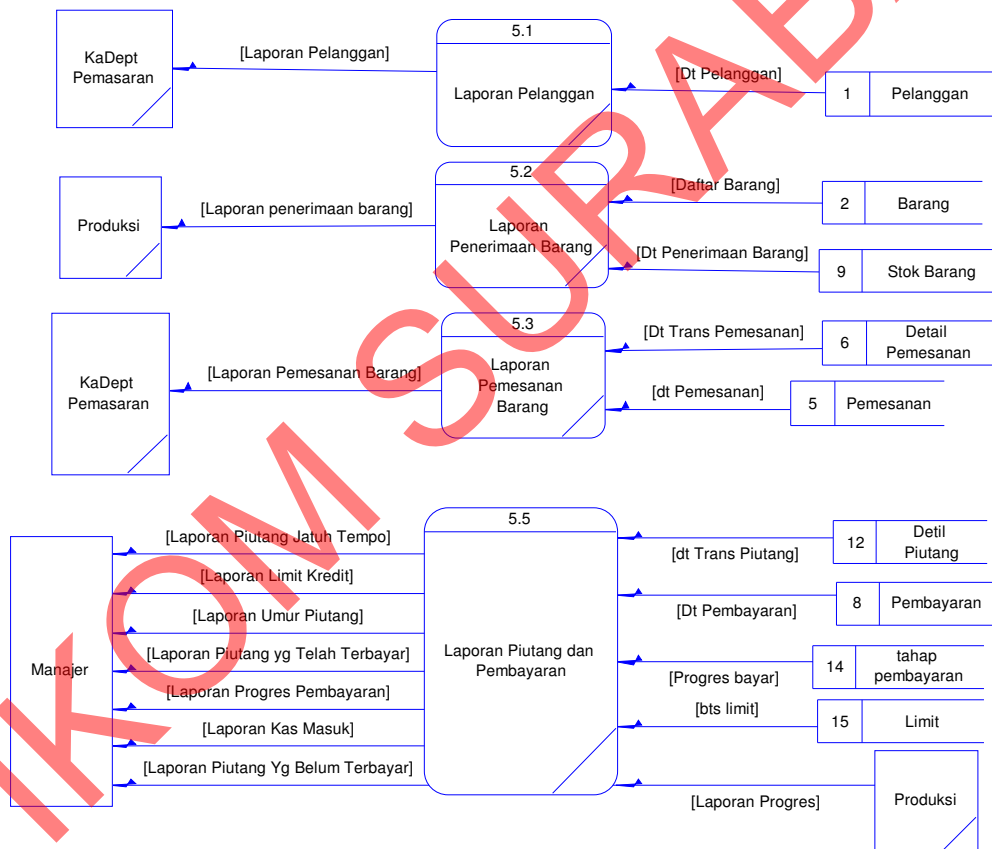 5.1
KaDept
Pemasaran
[Laporan Pelanggan]
Laporan Pelanggan
[Dt Pelanggan]
1
Pelanggan
5.2
Produksi
[Laporan penerimaan barang]
Laporan
Penerimaan Barang
[Daftar Barang]
2
Barang
[Dt Penerimaan Barang]
9
Stok Barang
5.3
KaDept
Pemasaran
[Laporan Pemesanan Barang]
Laporan
Pemesanan
Barang
[Dt Trans Pemesanan]
6
Detail
Pemesanan
[dt Pemesanan]
5
Pemesanan
5.5
Manajer
[Laporan Piutang Jatuh Tempo]
[Laporan Limit Kredit]
[Laporan Umur Piutang]
[Laporan Piutang yg Telah Terbayar]
[Laporan Progres Pembayaran]
[Laporan Kas Masuk]
[Laporan Piutang Yg Belum Terbayar]
Laporan Piutang dan
Pembayaran
[dt Trans Piutang]
12
Detil
Piutang
[Dt Pembayaran]
8
Pembayaran
[Progres bayar]
14
tahap
pembayaran
[bts limit]
15
Limit
[Laporan Progres]
Produksi
IKOM SURABA